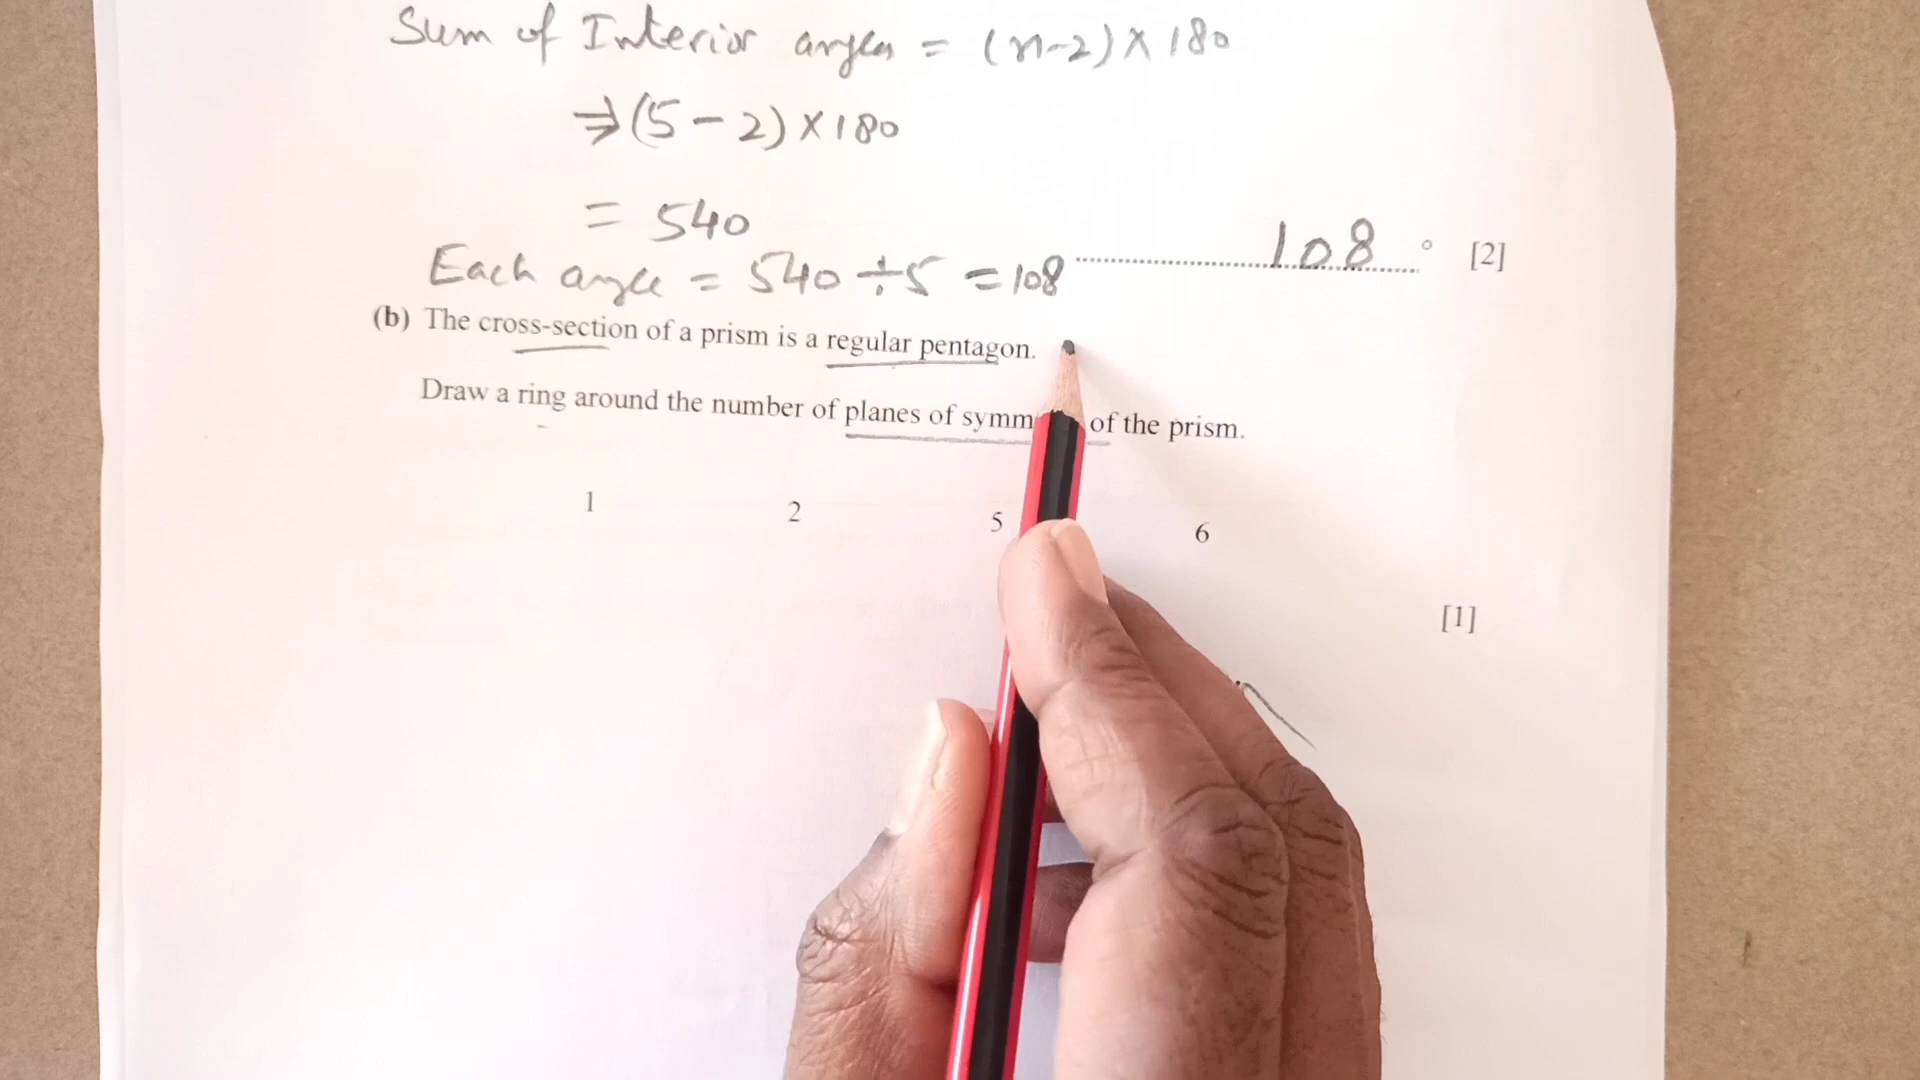 Sum of Interior angles = (n-2) × 180
⇒ (5 - 2) × 180
= 540
108 ° [2]
Each angle = 540 ÷ 5 = 108
(b) The cross-section of a prism is a regular pentagon.
Draw a ring around the number of planes of symm of the prism.
1 2 5 6
[1]